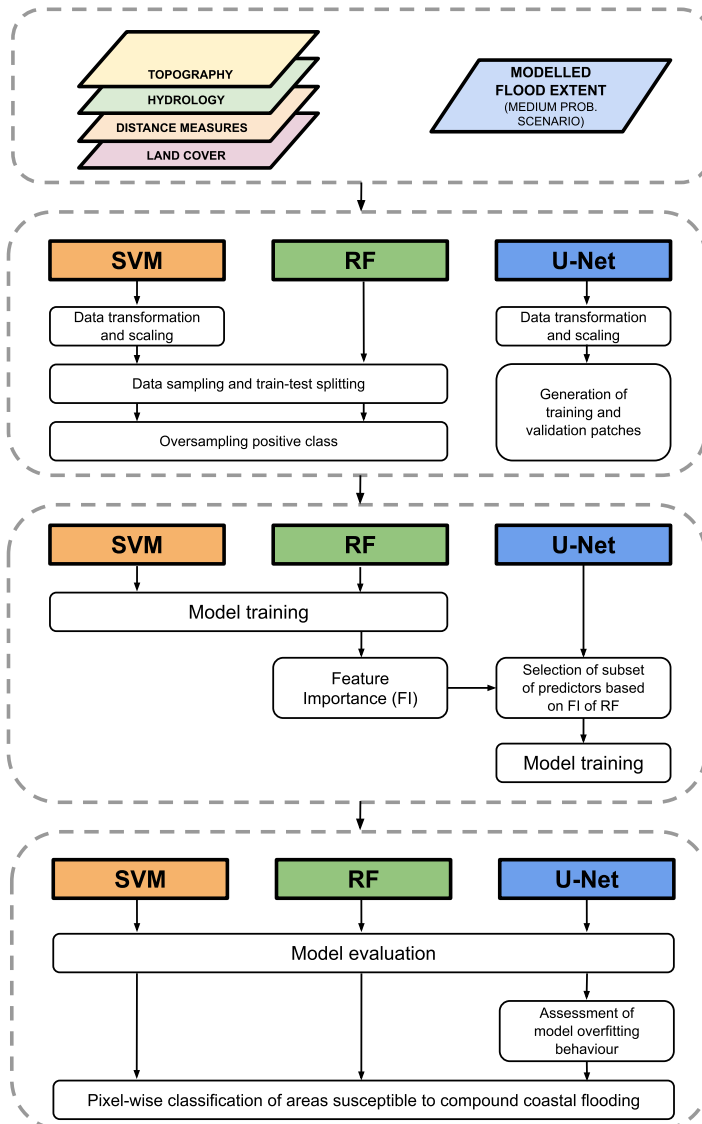 TOPOGRAPHY
HYDROLOGY
DISTANCE MEASURES
LAND COVER
MODELLED
FLOOD EXTENT
(MEDIUM PROB.
SCENARIO)
SVM
RF
U-Net
Data transformation
and scaling
Data transformation
and scaling
Data sampling and train-test splitting
Generation of
training and
validation patches
Oversampling positive class
SVM
RF
U-Net
Model training
Feature
Importance (FI)
Selection of subset
of predictors based
on FI of RF
Model training
SVM
RF
U-Net
Model evaluation
Assessment of
model overfitting
behaviour
Pixel-wise classification of areas susceptible to compound coastal flooding